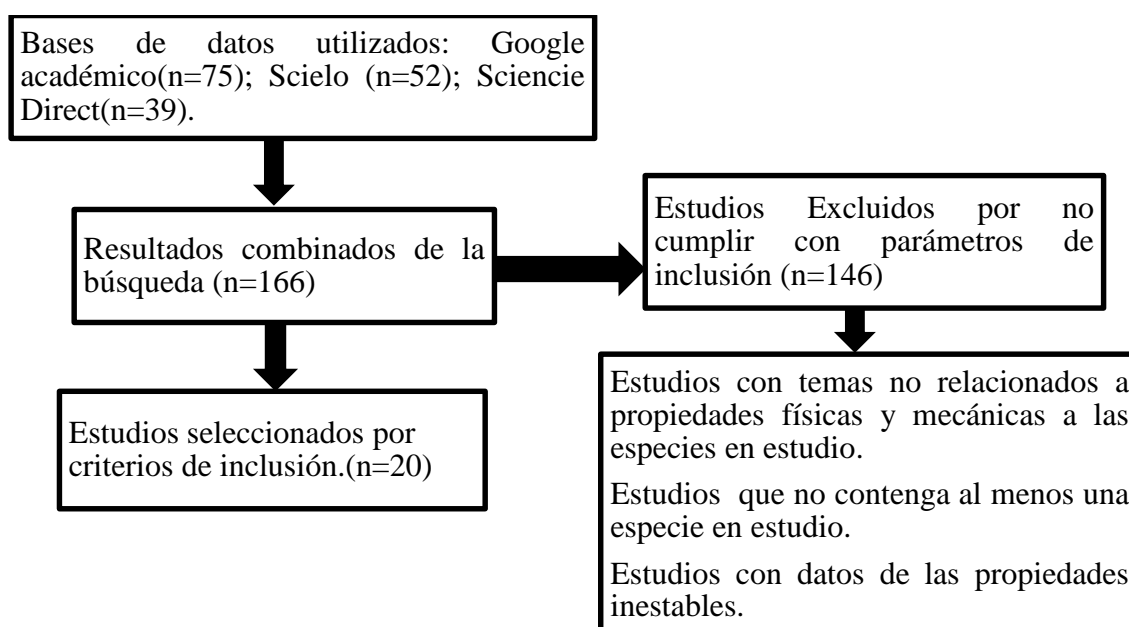 Bases de datos utilizados: Google
académico(n=75); Scielo (n=52); Sciencie
Direct(n=39).
Resultados combinados de la
búsqueda (n=166)
Estudios Excluidos por no
cumplir con parámetros de
inclusión (n=146)
Estudios seleccionados por
criterios de inclusión.(n=20)
Estudios con temas no relacionados a
propiedades físicas y mecánicas a las
especies en estudio.
Estudios que no contenga al menos una
especie en estudio.
Estudios con datos de las propiedades
inestables.